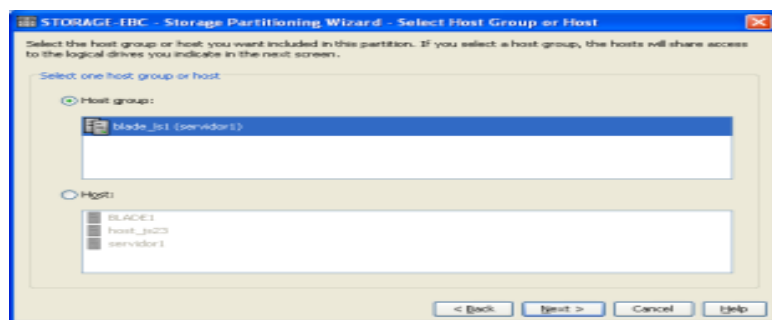 STORAGE-EBC - Storage Partitioning Wizard - Select Host Group or Host
Select the host group or host you want included in this partition. If you select a host group, the hosts will share access
to the logical drives you indicate in the next screen.
Select one host group or host
Host group:
blade_js1 (servidor1)
Host:
BLADE1
host_js23
servidor1
< Back
Next >
Cancel
Help